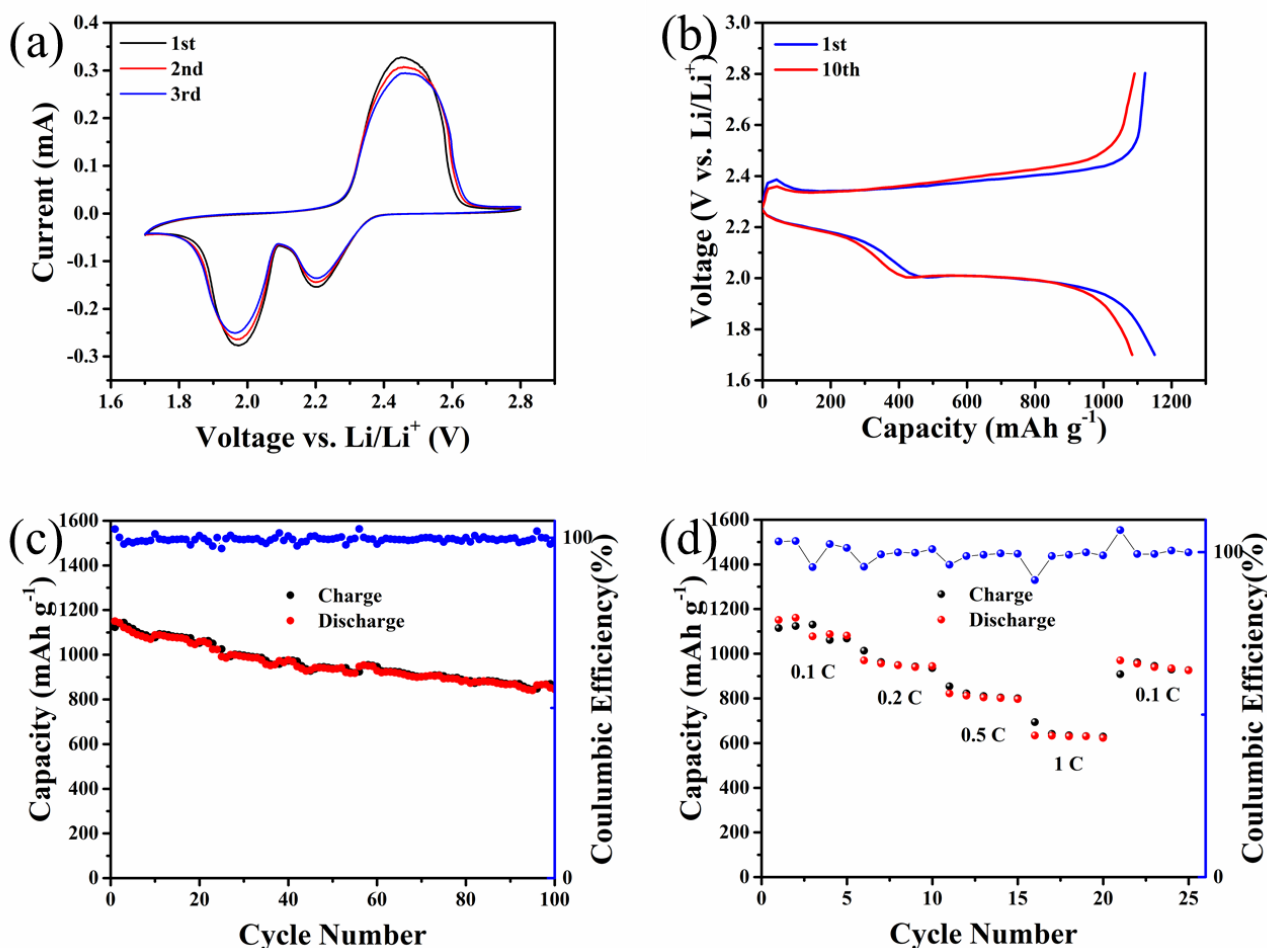 (a)
1st
2nd
3rd
0.4
0.3
0.2
0.1
0.0
-0.1
-0.2
-0.3
Current (mA)
1.6 1.8 2.0 2.2 2.4 2.6 2.8
Voltage vs. Li/Li⁺ (V)
(b)
1st
10th
3.0
2.8
2.6
2.4
2.2
2.0
1.8
1.6
Voltage (V vs. Li/Li⁺)
0 200 400 600 800 1000 1200
Capacity (mAh g⁻¹)
(c)
1600
1400
1200
1000
800
600
400
200
0
Capacity (mAh g⁻¹)
Charge
Discharge
100
0
Coulumbic Efficiency(%)
0 20 40 60 80 100
Cycle Number
(d)
1600
1400
1200
1000
800
600
400
200
0
Capacity (mAh g⁻¹)
Charge
Discharge
0.1 C
0.2 C
0.5 C
1 C
0.1 C
100
0
Coulumbic Efficiency(%)
0 5 10 15 20 25
Cycle Number